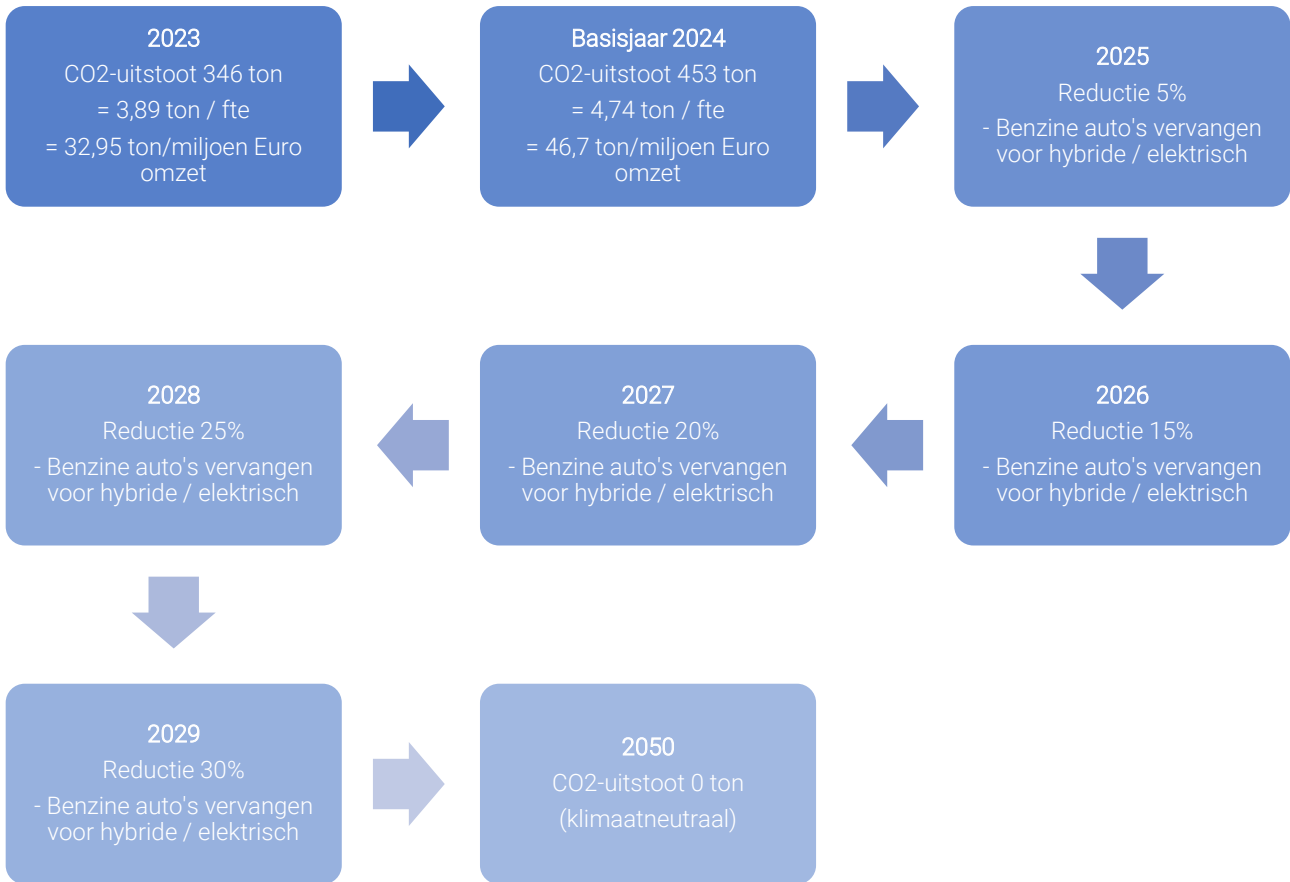 2023
CO2-uitstoot 346 ton
= 3,89 ton / fte
= 32,95 ton/miljoen Euro
omzet
Basisjaar 2024
CO2-uitstoot 453 ton
= 4,74 ton / fte
= 46,7 ton/miljoen Euro
omzet
2025
Reductie 5%
- Benzine auto's vervangen
voor hybride / elektrisch
2026
Reductie 15%
- Benzine auto's vervangen
voor hybride / elektrisch
2027
Reductie 20%
- Benzine auto's vervangen
voor hybride / elektrisch
2028
Reductie 25%
- Benzine auto's vervangen
voor hybride / elektrisch
2029
Reductie 30%
- Benzine auto's vervangen
voor hybride / elektrisch
2050
CO2-uitstoot 0 ton
(klimaatneutraal)